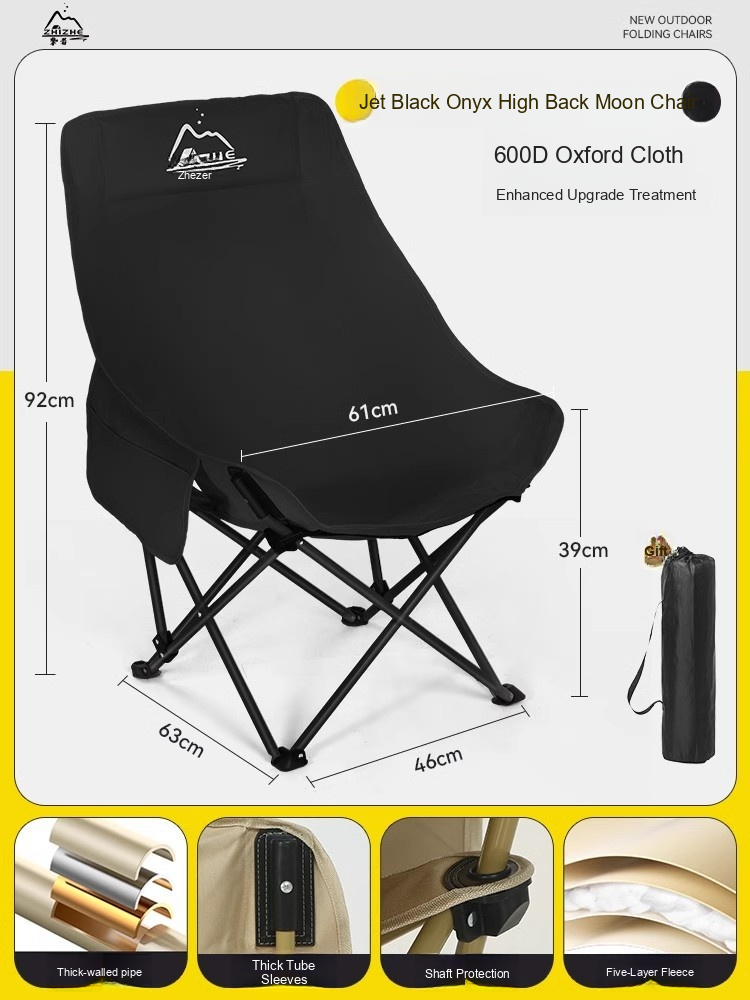 ZHIZHE
NEW OUTDOOR
FOLDING CHAIRS
Jet Black Onyx High Back Moon Chair
600D Oxford Cloth
Enhanced Upgrade Treatment
Zhezer
92cm
61cm
39cm
Gift
63cm
46cm
Thick-walled pipe
Thick Tube
Sleeves
Shaft Protection
Five-Layer Fleece